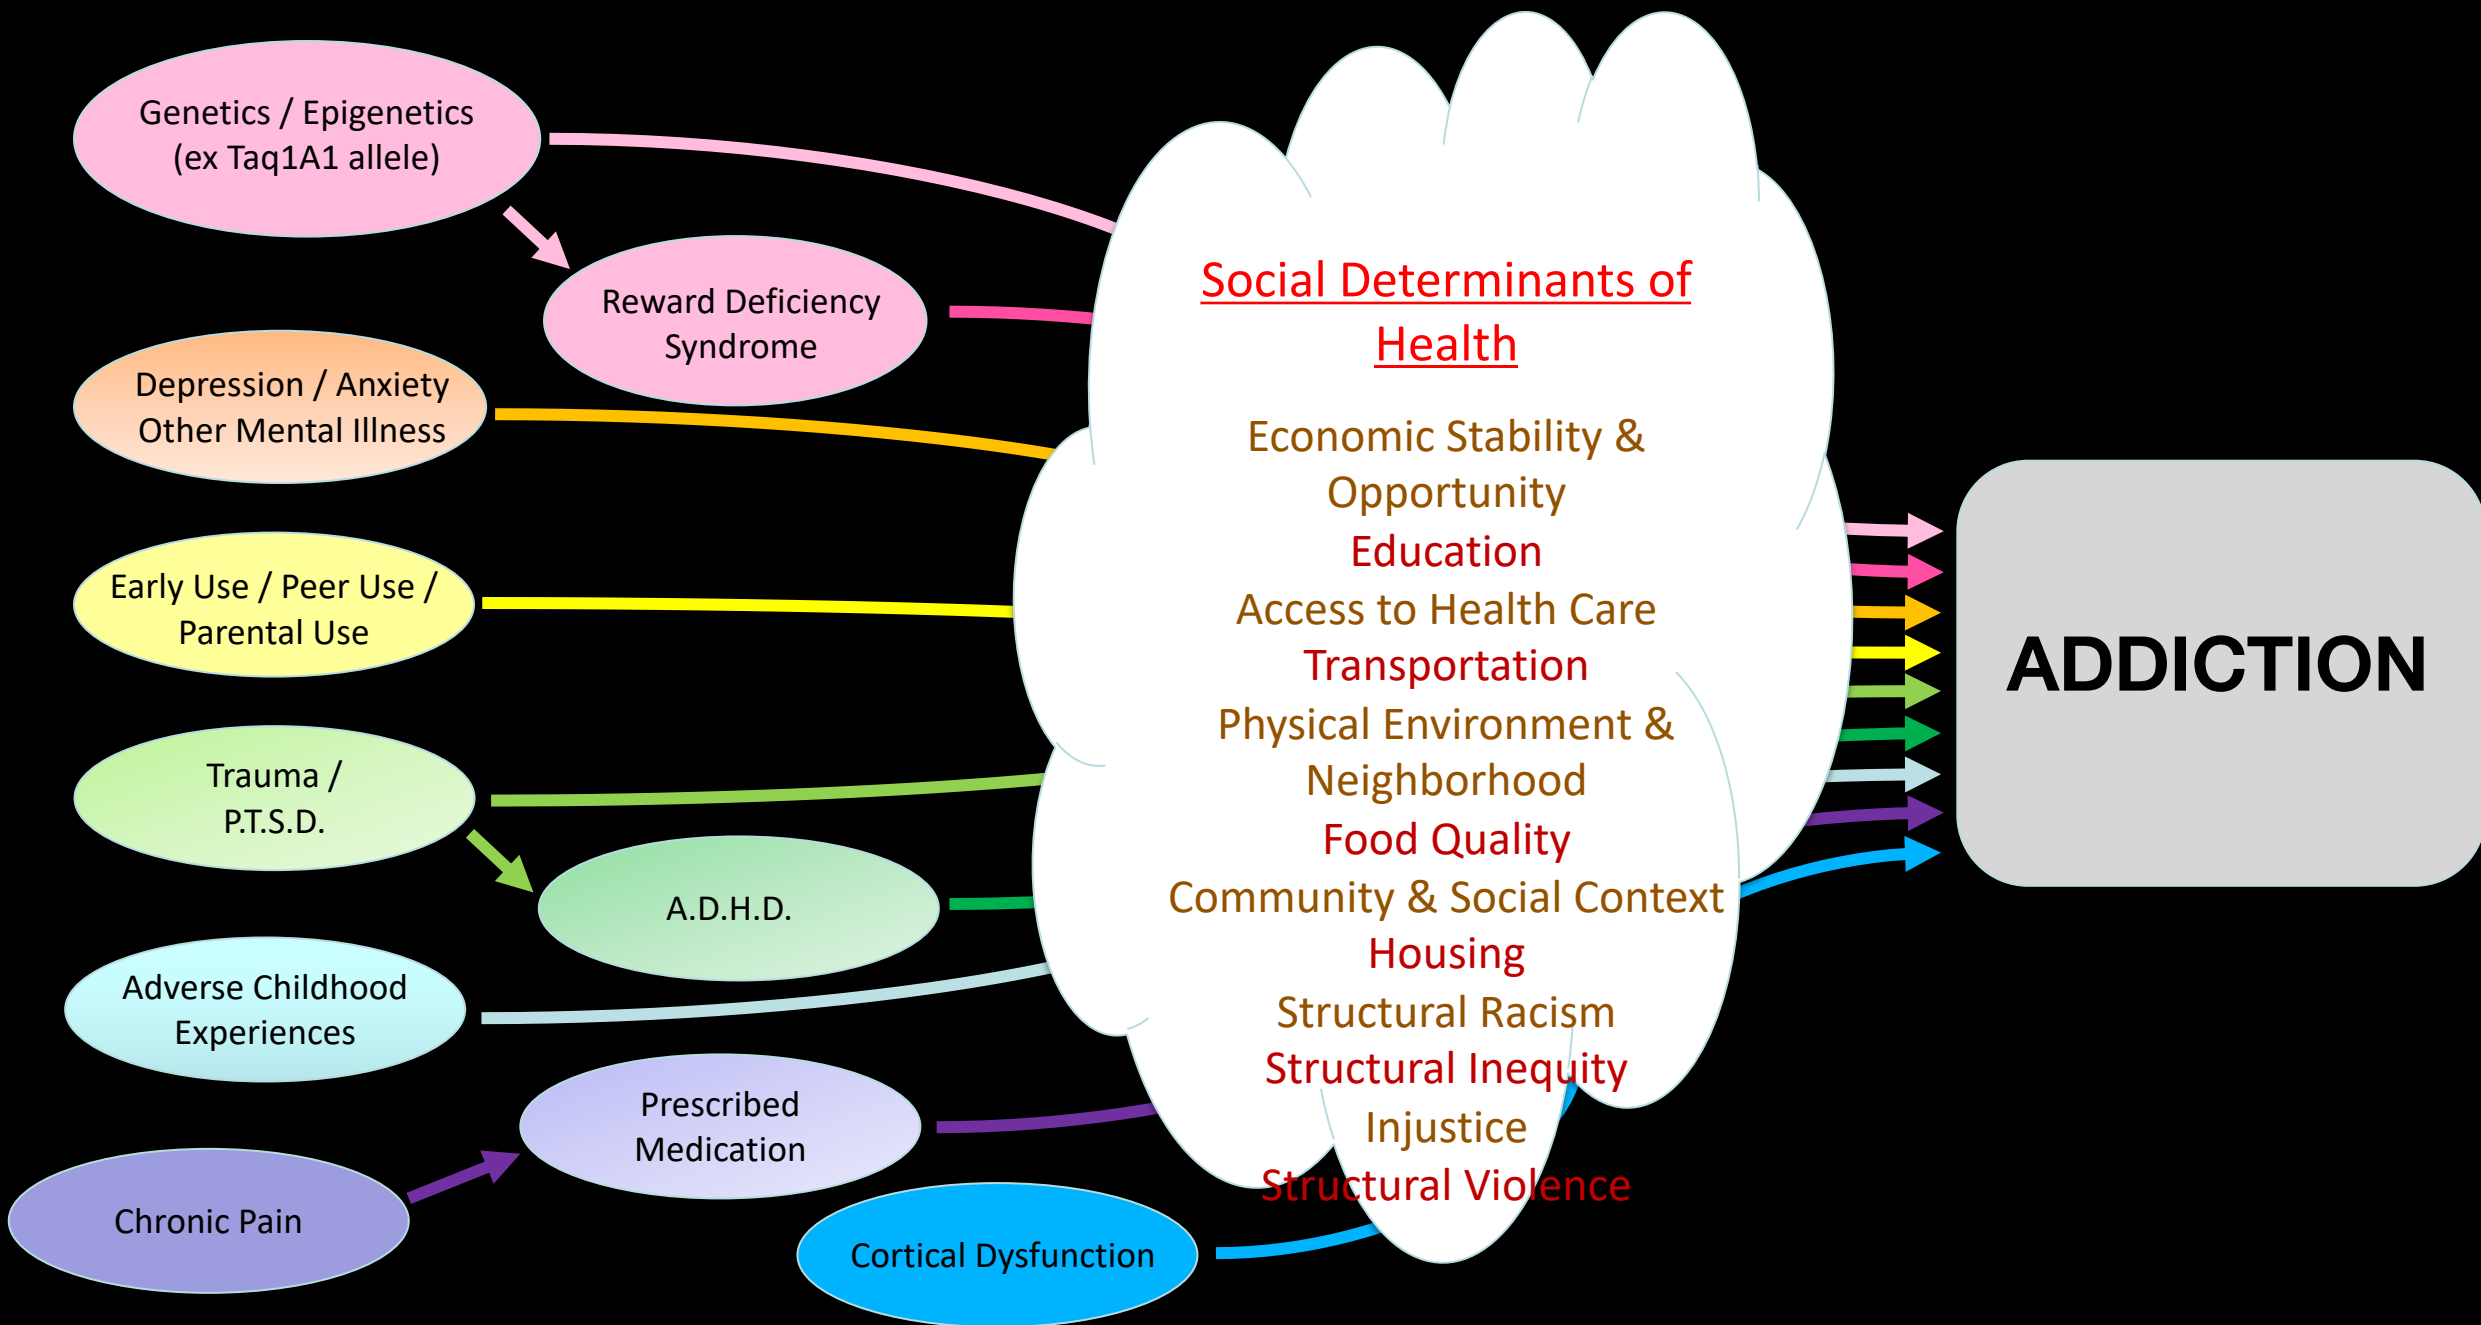 Genetics / Epigenetics
(ex Taq1A1 allele)
Reward Deficiency
Syndrome
Depression / Anxiety
Other Mental Illness
Early Use / Peer Use /
Parental Use
Trauma /
P.T.S.D.
A.D.H.D.
Adverse Childhood
Experiences
Prescribed
Medication
Chronic Pain
Cortical Dysfunction
Social Determinants of
Health
Economic Stability &
Opportunity
Education
Access to Health Care
Transportation
Physical Environment &
Neighborhood
Food Quality
Community & Social Context
Housing
Structural Racism
Structural Inequity
Injustice
Structural Violence
ADDICTION